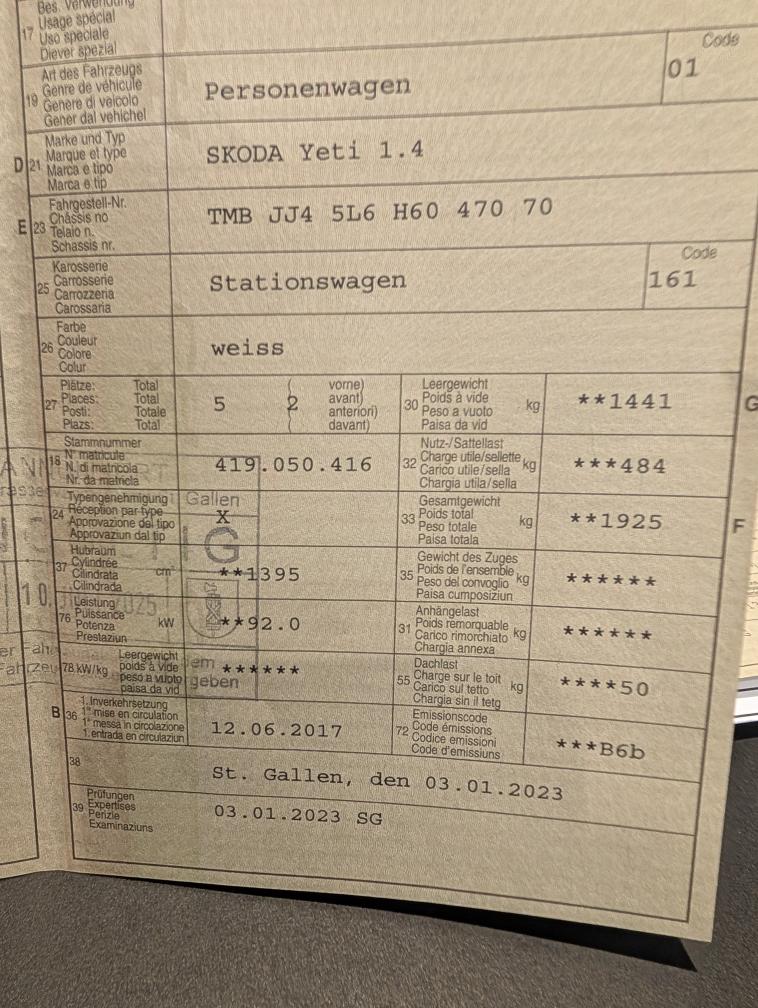 Bes. Verwendung
17 Usage spécial
Uso speciale
Diever spezial
Art des Fahrzeugs
Genre de véhicule
19 Genere di veicolo
Gener dal vehichel
Personenwagen
Code
01
Marke und Typ
D 21 Marque et type
Marca e tipo
Marca e tip
SKODA Yeti 1.4
Fahrgestell-Nr.
E 23 Châssis no
Telaio n.
Schassis nr.
TMB JJ4 5L6 H60 470 70
Karosserie
25 Carrosserie
Carrozzeria
Carossaria
Stationswagen
Code
161
Farbe
26 Couleur
Colore
Colur
weiss
Plätze: Total
27 Places: Total
Posti: Totale
Plazs: Total
5
( 2 vorne)
avant)
anteriori)
( davant)
Leergewicht
30 Poids à vide kg
Peso a vuoto
Paisa da vid
**1441
G
Stammnummer
18 N° matricule
N. di matricola
Nr. da matricla
419.050.416
Nutz-/Sattellast
32 Charge utile/sellette kg
Carico utile/sella
Chargia utila/sella
***484
Typengenehmigung
24 Réception par type
Approvazione del tipo
Approvaziun dal tip
Gallen
X
G
Gesamtgewicht
33 Poids total kg
Peso totale
Paisa totala
**1925
F
Hubraum
37 Cylindrée cm³
Cilindrata
Cilindrada
**1395
Gewicht des Zuges
35 Poids de l'ensemble kg
Peso del convoglio
Paisa cumposiziun
******
Leistung
76 Puissance kW
Potenza
Prestaziun
**92.0
Anhängelast
31 Poids remorquable kg
Carico rimorchiato
Chargia annexa
******
Leergewicht
78 kW/kg poids à vide
peso a vuoto
paisa da vid
******
geben
Dachlast
55 Charge sur le toit kg
Carico sul tetto
Chargia sin il tetg
****50
1. Inverkehrsetzung
B 36 1re mise en circulation
1a messa in circolazione
1. entrada en circulaziun
12.06.2017
Emissionscode
72 Code émissions
Codice emissioni
Code d'emissiuns
***B6b
38
St. Gallen, den 03.01.2023
Prüfungen
39 Expertises
Perizie
Examinaziuns
03.01.2023 SG